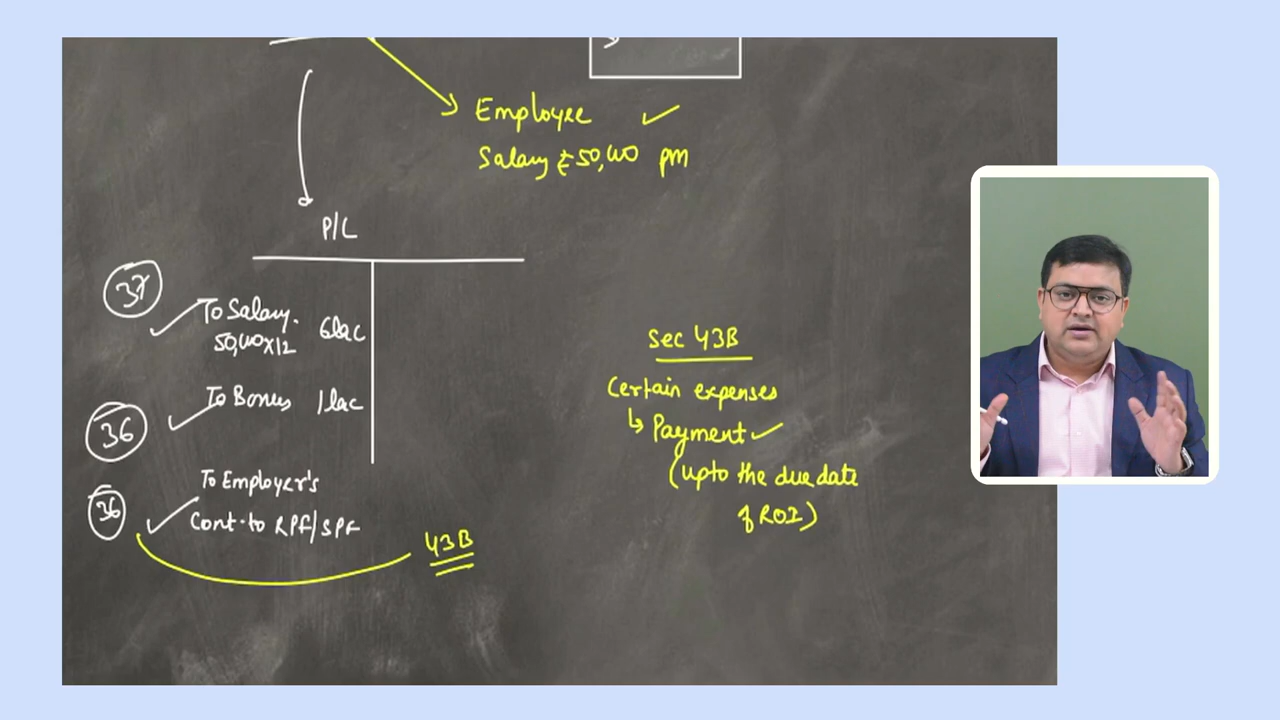 Employee
Salary ₹50,000 pm
P/L
37
To Salary. 6lac
50,000x12
To Bonus 1lac
36
To Employer's
36
Cont. to RPF/SPF
43B
Sec 43B
Certain expenses
↳ Payment ✓
(upto the due date
of ROI)